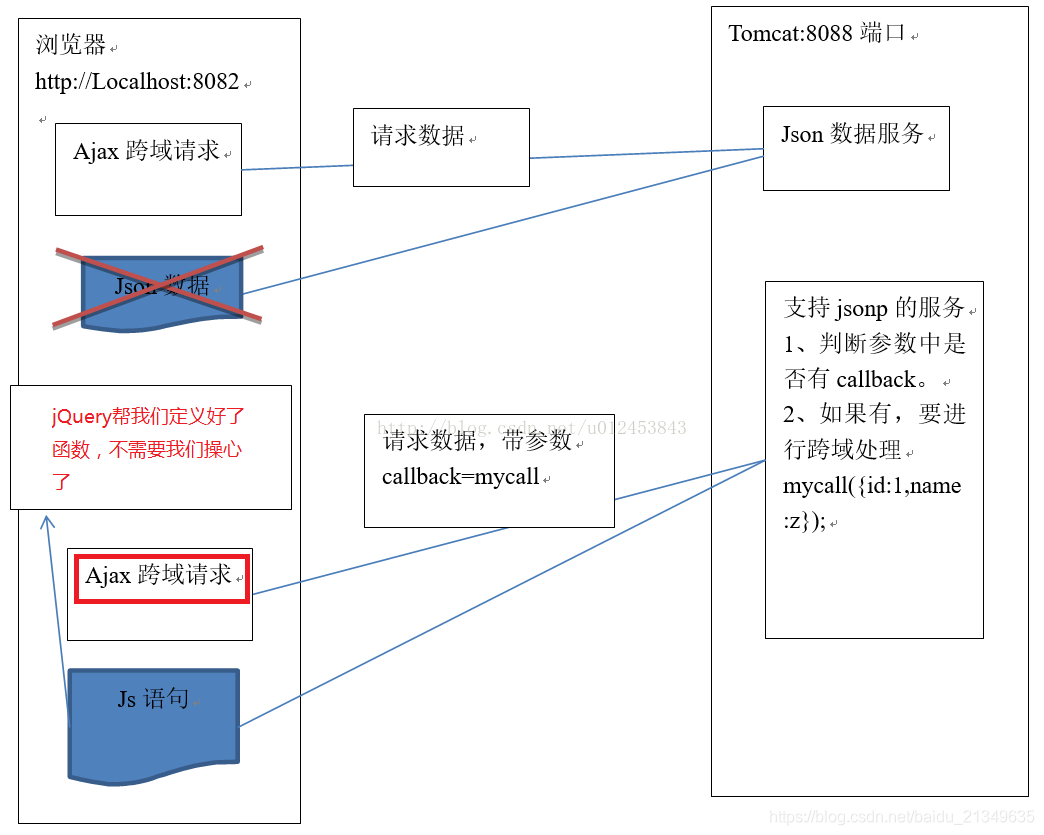 浏览器
http://Localhost:8082
Ajax 跨域请求
Json 数据
jQuery帮我们定义好了
函数，不需要我们操心
了
Ajax 跨域请求
Js 语句
请求数据
http://blog.csdn.net/u012453843
请求数据，带参数
callback=mycall
Tomcat:8088 端口
Json 数据服务
支持 jsonp 的服务
1、判断参数中是
否有 callback。
2、如果有，要进
行跨域处理
mycall({id:1,name
:z});
https://blog.csdn.net/baidu_21349635